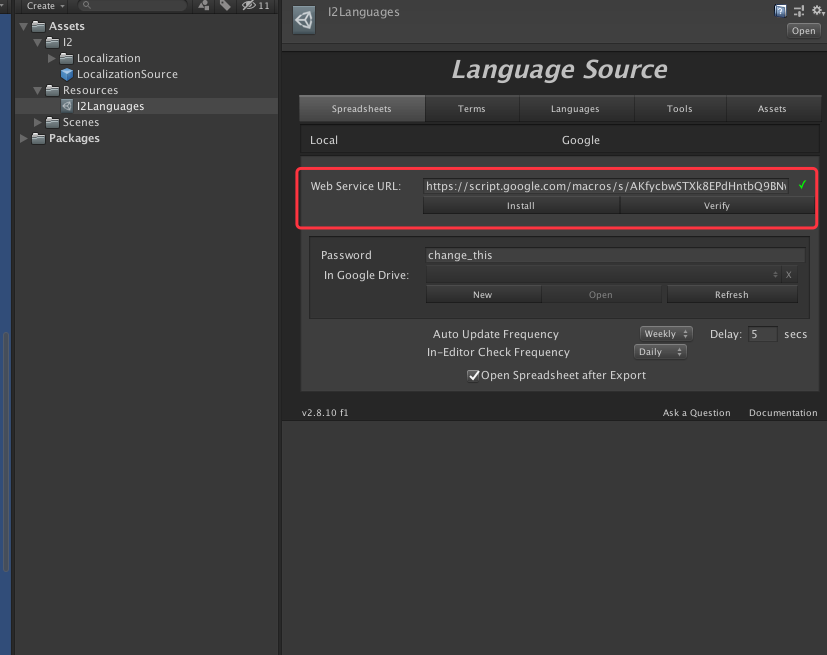 Create
11
Assets
I2
Localization
LocalizationSource
Resources
I2Languages
Scenes
Packages
I2Languages
Open
Language Source
Spreadsheets Terms Languages Tools Assets
Local Google
Web Service URL: https://script.google.com/macros/s/AKfycbwSTXk8EPdHntbQ9BN
Install Verify
Password change_this
In Google Drive: X
New Open Refresh
Auto Update Frequency Weekly Delay: 5 secs
In-Editor Check Frequency Daily
Open Spreadsheet after Export
v2.8.10 f1 Ask a Question Documentation